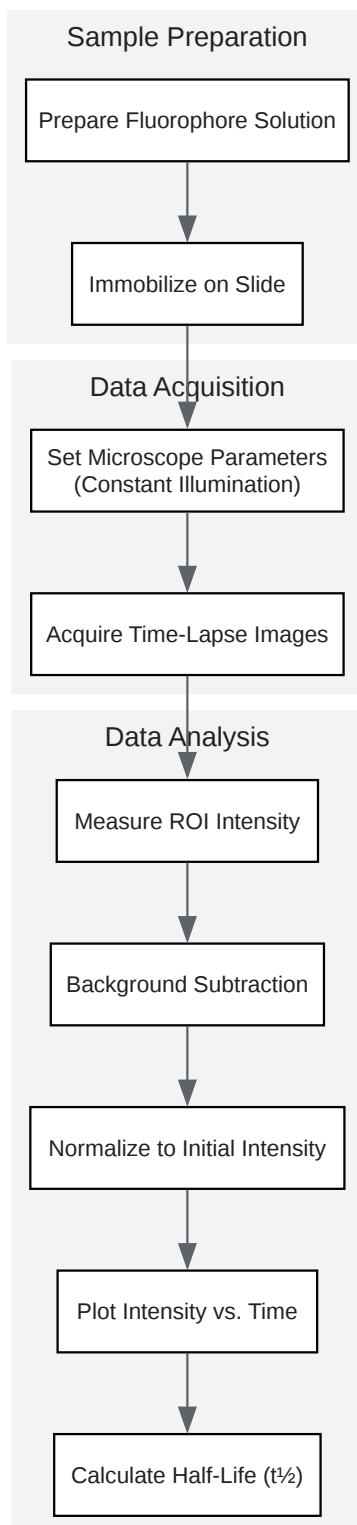 Sample Preparation
Prepare Fluorophore Solution
Immobilize on Slide
Data Acquisition
Set Microscope Parameters
(Constant Illumination)
Acquire Time-Lapse Images
Data Analysis
Measure ROI Intensity
Background Subtraction
Normalize to Initial Intensity
Plot Intensity vs. Time
Calculate Half-Life (t½)